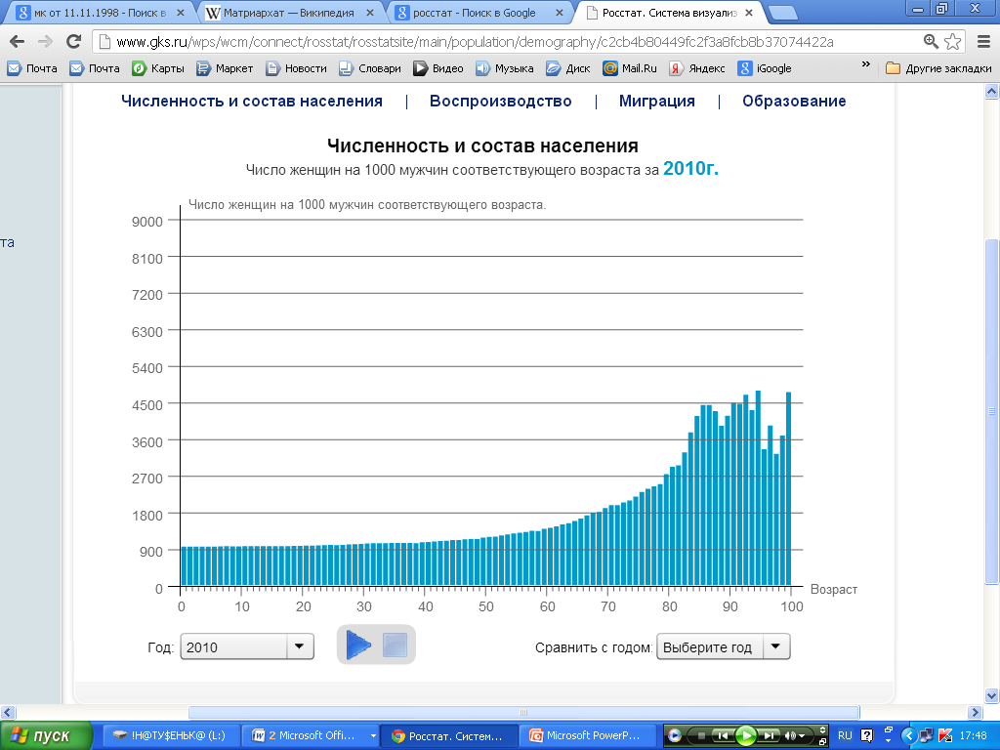 мк от 11.11.1998 - Поиск в
Матриархат — Википедия
росстат - Поиск в Google
Росстат. Система визуализ
www.gks.ru/wps/wcm/connect/rosstat/rosstatsite/main/population/demography/c2cb4b80449fc2f3a8fcb8b37074422a
Почта
Почта
Карты
Маркет
Новости
Словари
Видео
Музыка
Диск
Mail.Ru
Яндекс
iGoogle
»
Другие закладки
Численность и состав населения | Воспроизводство | Миграция | Образование
Численность и состав населения
Число женщин на 1000 мужчин соответствующего возраста за 2010г.
Число женщин на 1000 мужчин соответствующего возраста.
та
9000
8100
7200
6300
5400
4500
3600
2700
1800
900
0
0 10 20 30 40 50 60 70 80 90 100
Возраст
Год: 2010
Сравнить с годом: Выберите год
пуск
!Н@ТУ$ЕНЬК@ (L:)
2 Microsoft Offi...
Росстат. Систем...
Microsoft PowerP...
RU
17:48